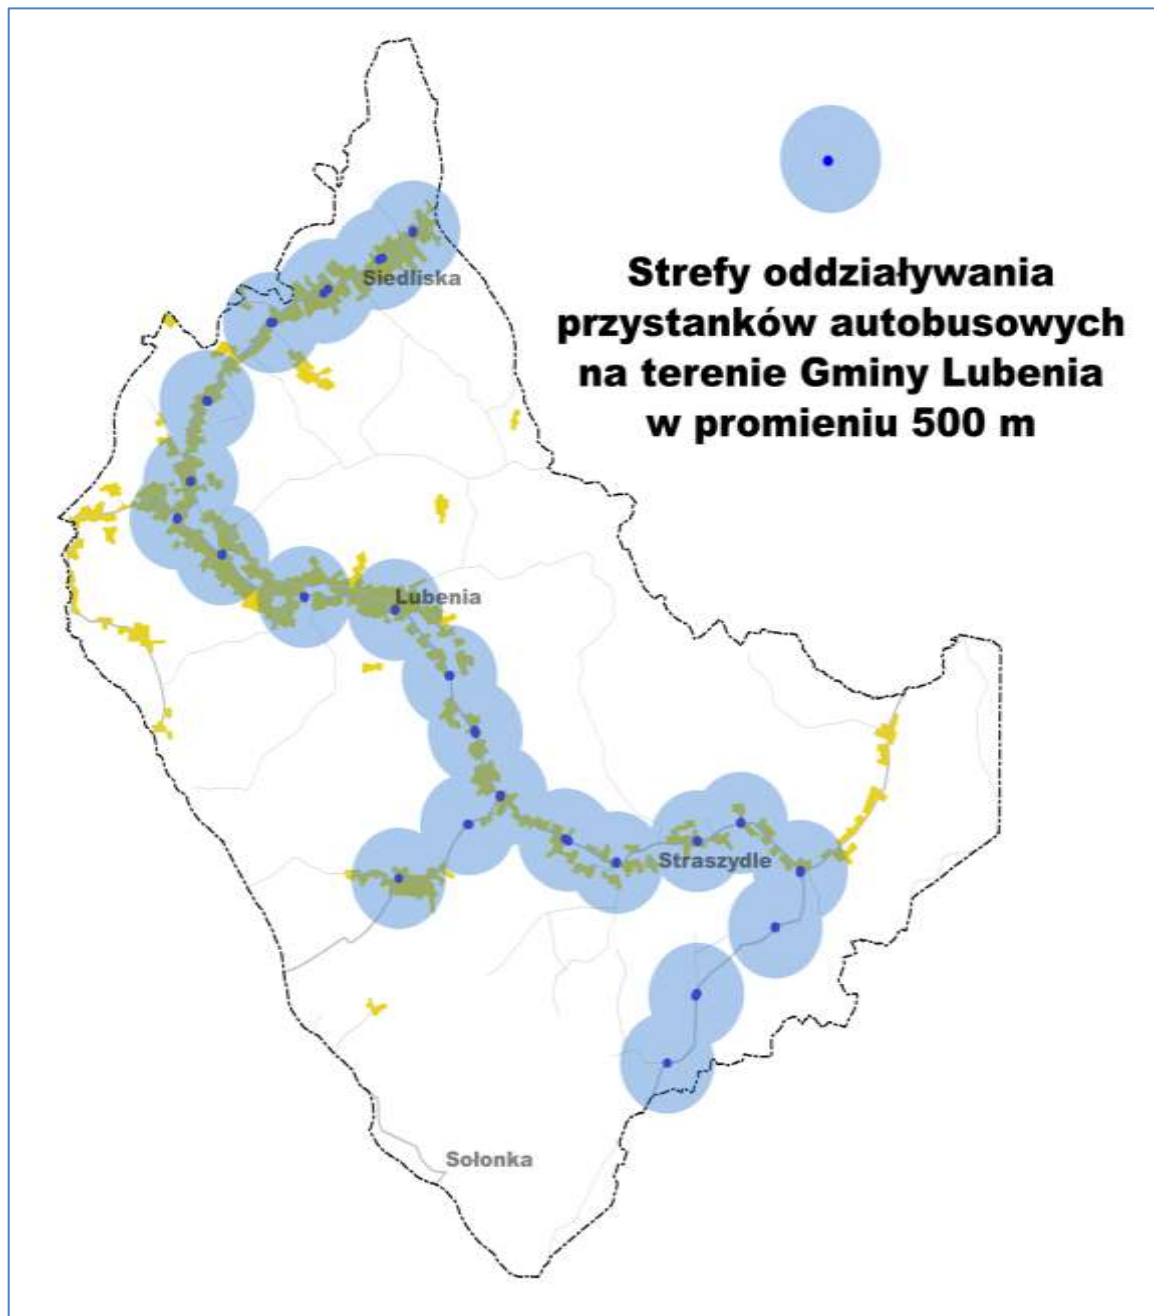 Siedliska
Strefy oddziaływania
przystanków autobusowych
na terenie Gminy Lubenia
w promieniu 500 m
Lubenia
Straszydle
Sołonka